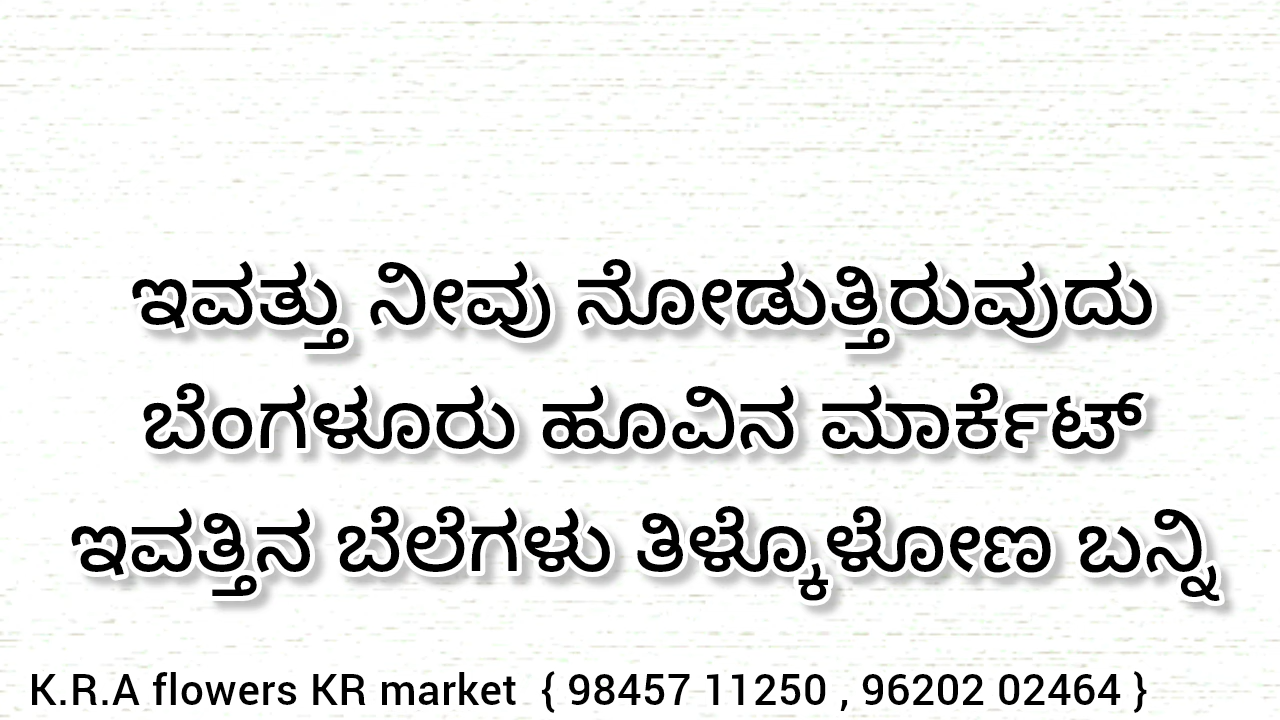 ಇವತ್ತು ನೀವು ನೋಡುತ್ತಿರುವುದು
ಬೆಂಗಳೂರು ಹೂವಿನ ಮಾರ್ಕೆಟ್
ಇವತ್ತಿನ ಬೆಲೆಗಳು ತಿಳ್ಕೊಳೋಣ ಬನ್ನಿ
K.R.A flowers KR market { 98457 11250 , 96202 02464 }